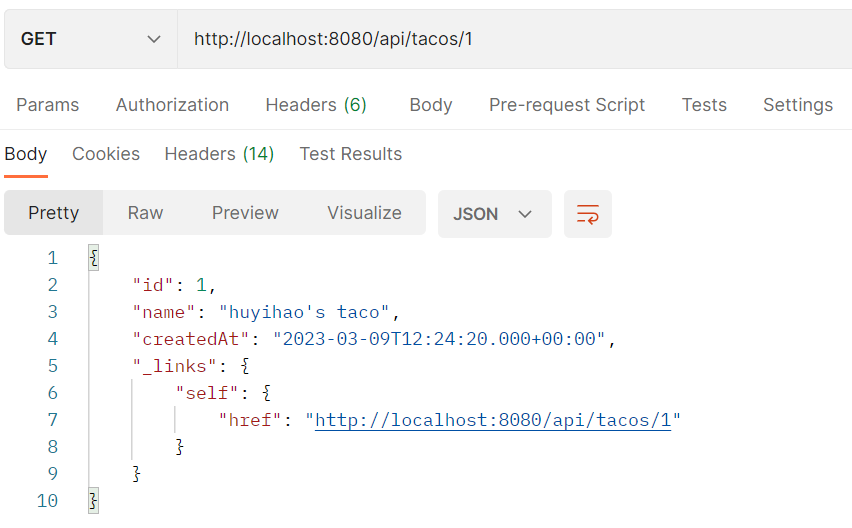 GET http://localhost:8080/api/tacos/1
Params Authorization Headers (6) Body Pre-request Script Tests Settings
Body Cookies Headers (14) Test Results
Pretty Raw Preview Visualize JSON
1 {
2 "id": 1,
3 "name": "huyihao's taco",
4 "createdAt": "2023-03-09T12:24:20.000+00:00",
5 "_links": {
6 "self": {
7 "href": "http://localhost:8080/api/tacos/1"
8 }
9 }
10 }